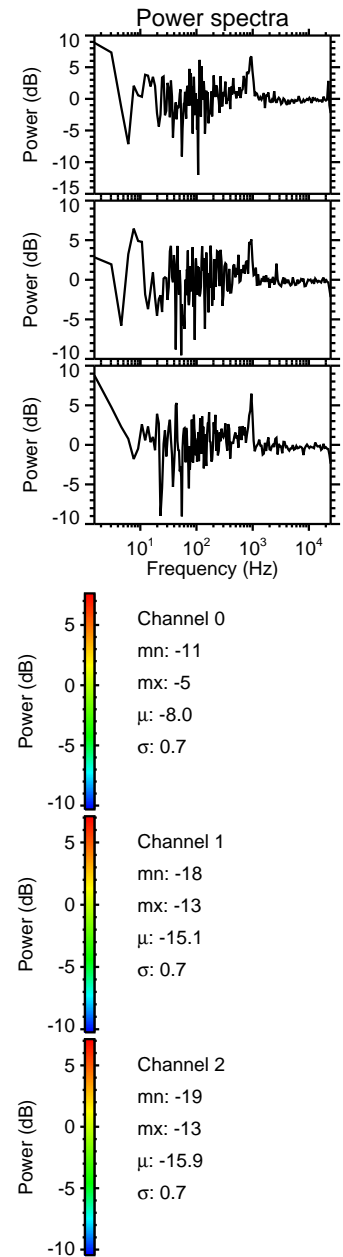 Power spectra
10
5
0
-5
-10
-15
Power (dB)
10
5
0
-5
-10
Power (dB)
10
5
0
-5
-10
Power (dB)
10¹ 10² 10³ 10⁴
Frequency (Hz)
5
0
-5
-10
Power (dB)
Channel 0
mn: -11
mx: -5
μ: -8.0
σ: 0.7
5
0
-5
-10
Power (dB)
Channel 1
mn: -18
mx: -13
μ: -15.1
σ: 0.7
5
0
-5
-10
Power (dB)
Channel 2
mn: -19
mx: -13
μ: -15.9
σ: 0.7